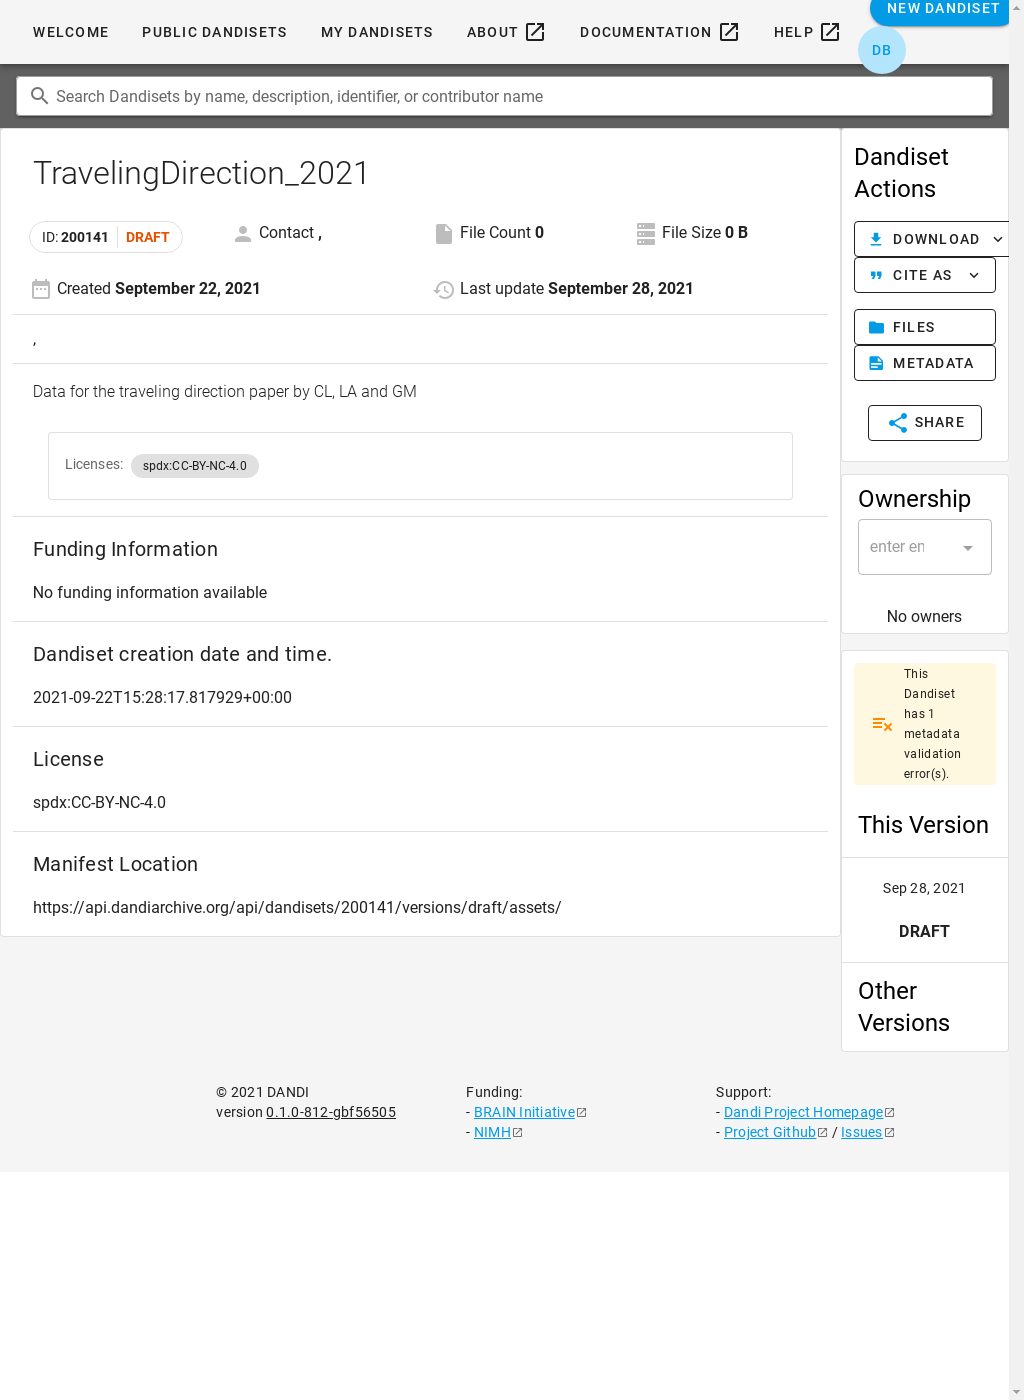 WELCOME PUBLIC DANDISETS MY DANDISETS ABOUT DOCUMENTATION HELP NEW DANDISET
DB
Search Dandisets by name, description, identifier, or contributor name
TravelingDirection_2021
ID: 200141 DRAFT Contact , File Count 0 File Size 0 B
Created September 22, 2021 Last update September 28, 2021
,
Data for the traveling direction paper by CL, LA and GM
Licenses: spdx:CC-BY-NC-4.0
Funding Information
No funding information available
Dandiset creation date and time.
2021-09-22T15:28:17.817929+00:00
License
spdx:CC-BY-NC-4.0
Manifest Location
https://api.dandiarchive.org/api/dandisets/200141/versions/draft/assets/
Dandiset
Actions
DOWNLOAD
CITE AS
FILES
METADATA
SHARE
Ownership
enter en
No owners
This
Dandiset
has 1
metadata
validation
error(s).
This Version
Sep 28, 2021
DRAFT
Other
Versions
© 2021 DANDI
version 0.1.0-812-gbf56505
Funding:
- BRAIN Initiative
- NIMH
Support:
- Dandi Project Homepage
- Project Github / Issues